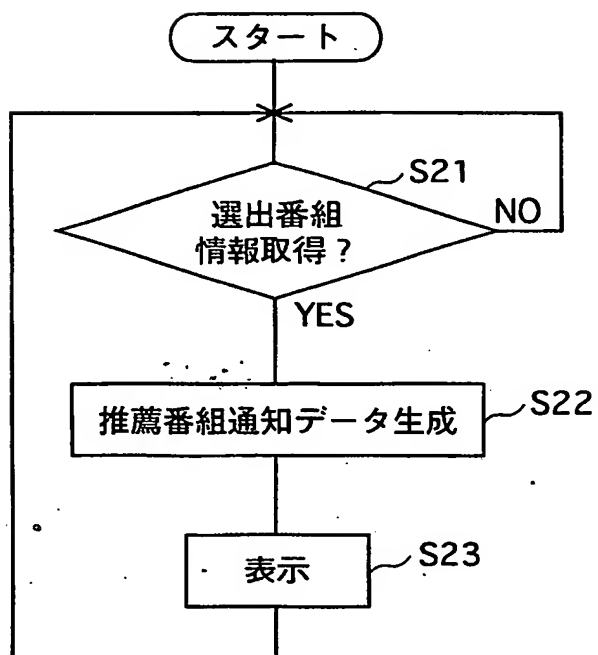 スタート
S21
選出番組
情報取得？
NO
YES
推薦番組通知データ生成
S22
表示
S23